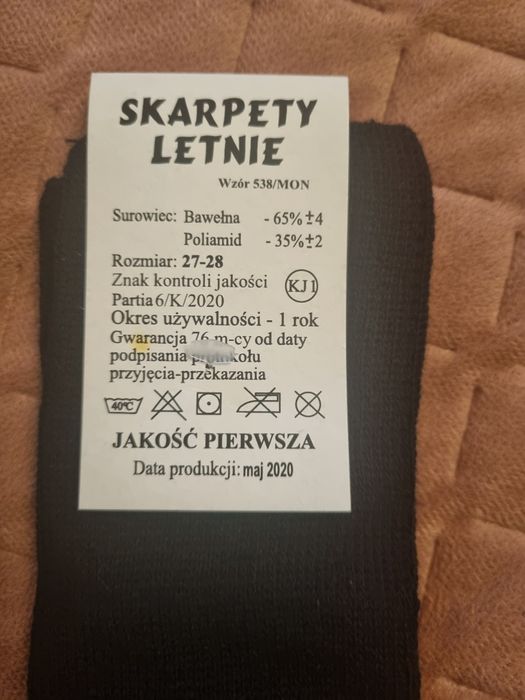 SKARPETY
LETNIE
Wzór 538/MON
Surowiec: Bawełna - 65% ±4
Poliamid - 35% ±2
Rozmiar: 27-28
Znak kontroli jakości KJ1
Partia 6/K/2020
Okres używalności - 1 rok
Gwarancja 76 m-cy od daty
podpisania protokołu
przyjęcia-przekazania
40°C
JAKOŚĆ PIERWSZA
Data produkcji: maj 2020